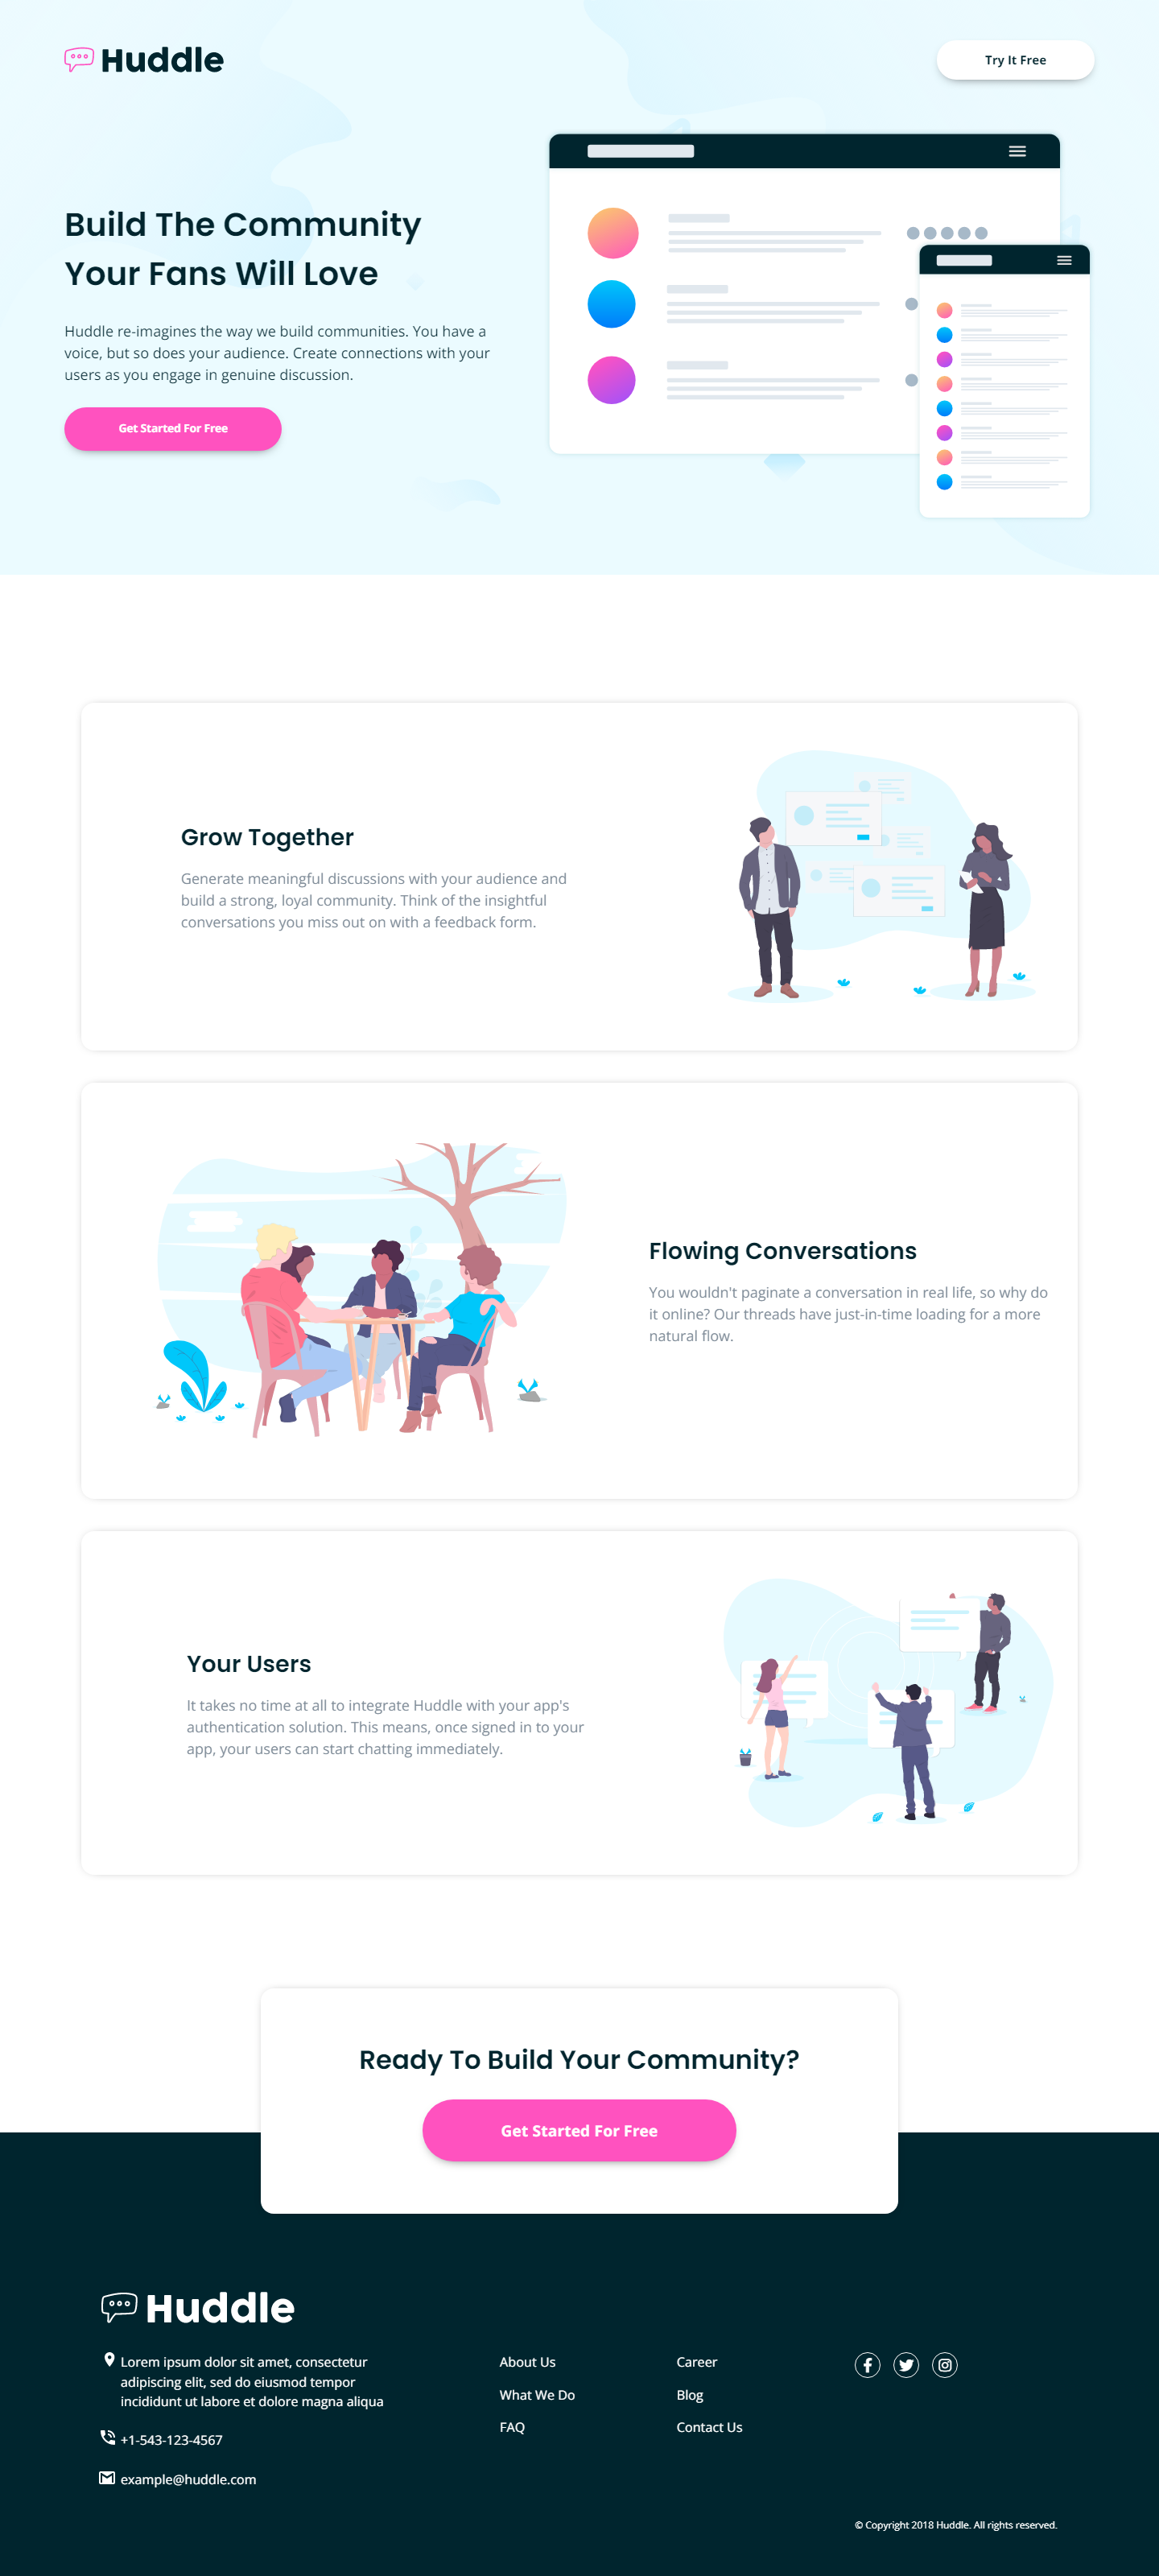 Huddle
Try It Free
Build The Community
Your Fans Will Love
Huddle re-imagines the way we build communities. You have a
voice, but so does your audience. Create connections with your
users as you engage in genuine discussion.
Get Started For Free
Grow Together
Generate meaningful discussions with your audience and
build a strong, loyal community. Think of the insightful
conversations you miss out on with a feedback form.
Flowing Conversations
You wouldn't paginate a conversation in real life, so why do
it online? Our threads have just-in-time loading for a more
natural flow.
Your Users
It takes no time at all to integrate Huddle with your app's
authentication solution. This means, once signed in to your
app, your users can start chatting immediately.
Ready To Build Your Community?
Get Started For Free
Huddle
Lorem ipsum dolor sit amet, consectetur
adipiscing elit, sed do eiusmod tempor
incididunt ut labore et dolore magna aliqua
+1-543-123-4567
example@huddle.com
About Us
What We Do
FAQ
Career
Blog
Contact Us
© Copyright 2018 Huddle. All rights reserved.